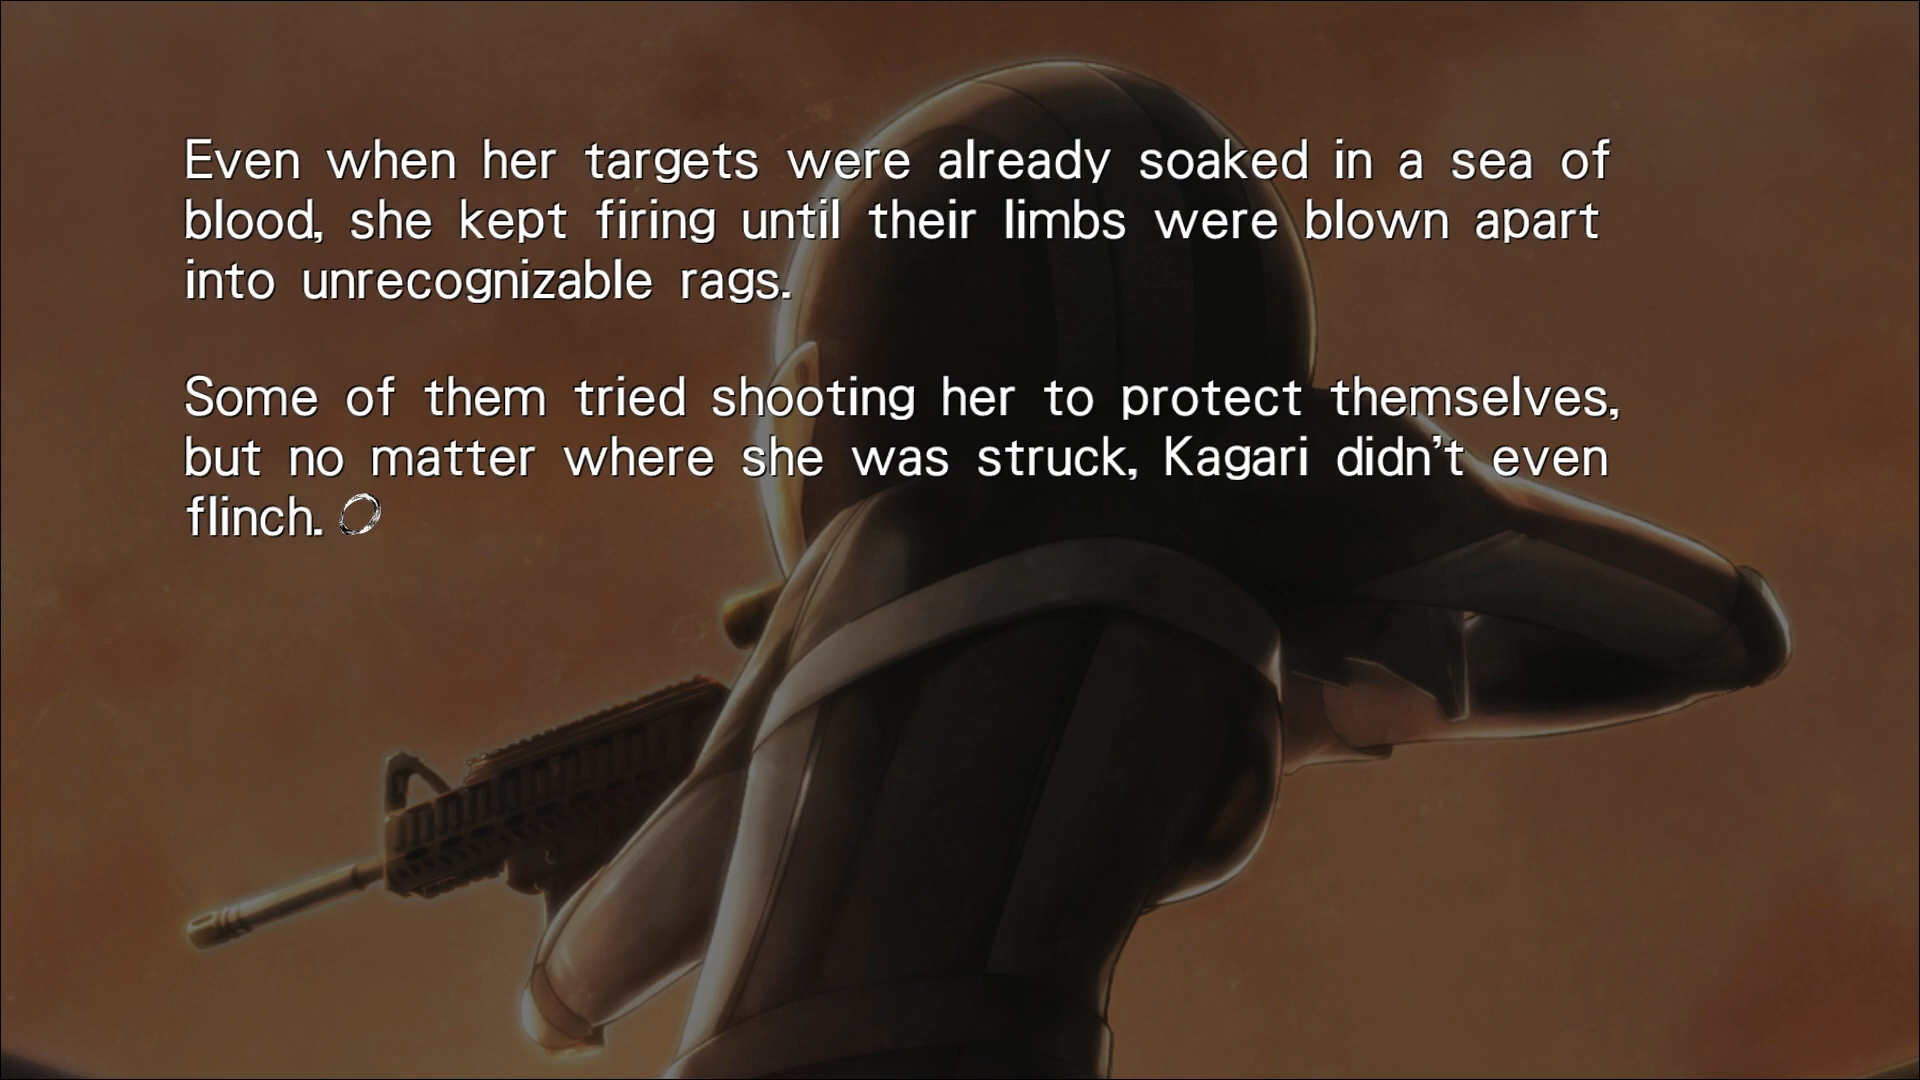 Even when her targets were already soaked in a sea of
blood, she kept firing until their limbs were blown apart
into unrecognizable rags.
Some of them tried shooting her to protect themselves,
but no matter where she was struck, Kagari didn't even
flinch.